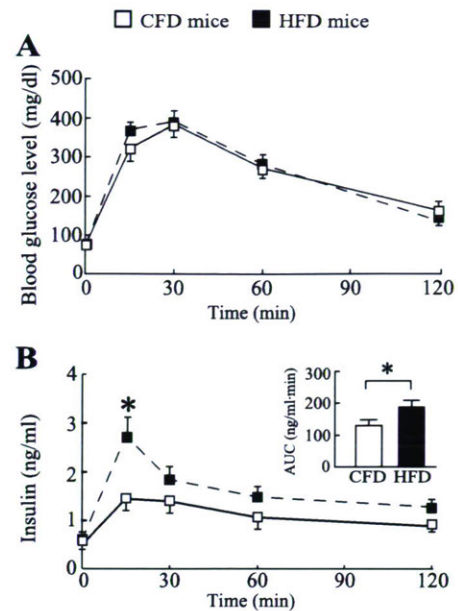 CFD mice HFD mice
A
Blood glucose level (mg/dl)
500
400
300
200
100
0
0 30 60 90 120
Time (min)
B
Insulin (ng/ml)
4
3
2
1
0
*
0 30 60 90 120
Time (min)
AUC (ng/ml·min)
300
200
100
0
*
CFD HFD